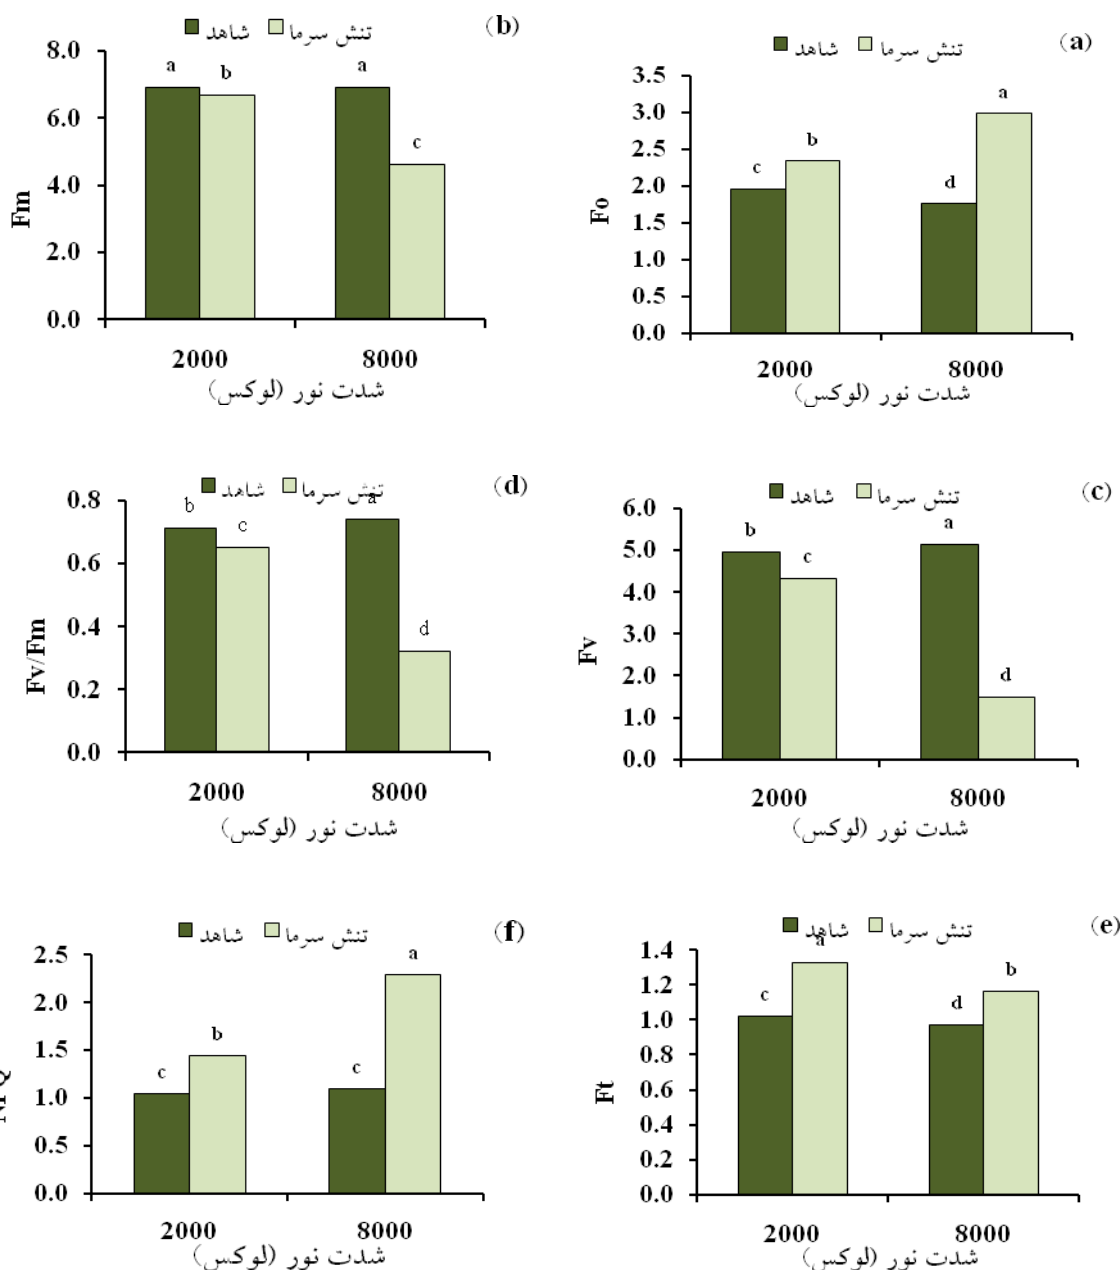 (a)
شاهد تنش سرما
3.5
3.0
2.5
2.0
1.5
1.0
0.5
0.0
Fo
c b d a
2000 8000
شدت نور (لوکس)
(b)
شاهد تنش سرما
8.0
6.0
4.0
2.0
0.0
Fm
a b a c
2000 8000
شدت نور (لوکس)
(c)
شاهد تنش سرما
6.0
5.0
4.0
3.0
2.0
1.0
0.0
Fv
b c a d
2000 8000
شدت نور (لوکس)
(d)
شاهد تنش سرما
0.8
0.6
0.4
0.2
0.0
Fv/Fm
b c a d
2000 8000
شدت نور (لوکس)
(e)
شاهد تنش سرما
1.4
1.2
1.0
0.8
0.6
0.4
0.2
0.0
Ft
c a d b
2000 8000
شدت نور (لوکس)
(f)
شاهد تنش سرما
2.5
2.0
1.5
1.0
0.5
0.0
NPQ
c b c a
2000 8000
شدت نور (لوکس)